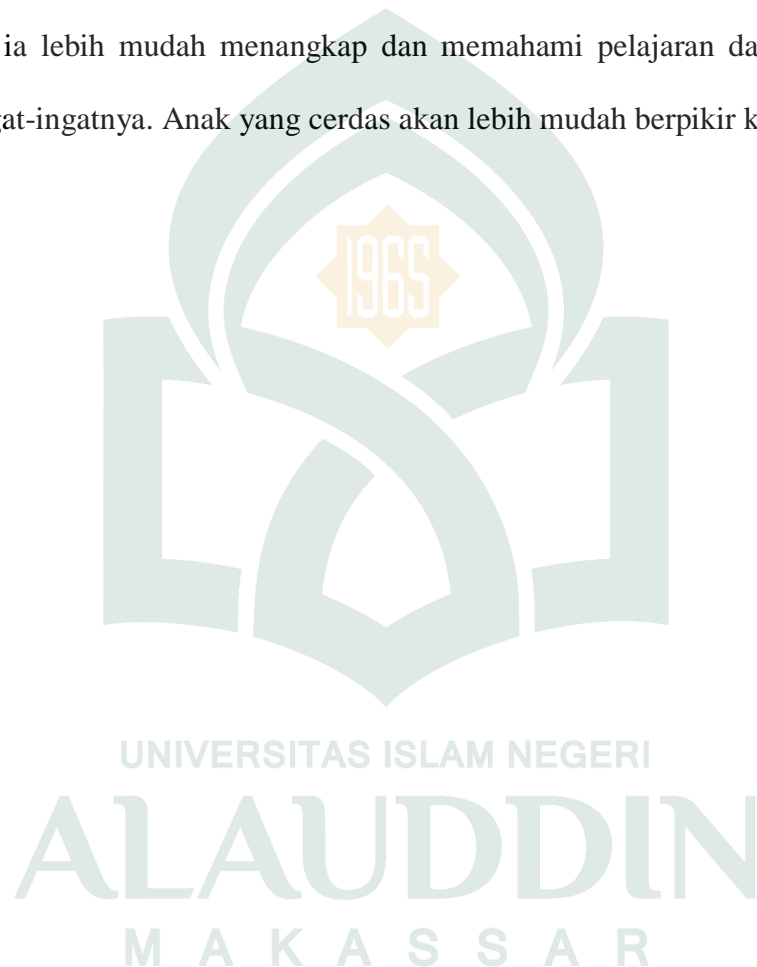 ia lebih mudah menangkap dan memahami pelajaran da
gat-ingatnya. Anak yang cerdas akan lebih mudah berpikir k
1965
UNIVERSITAS ISLAM NEGERI
ALAUDDIN
MAKASSAR